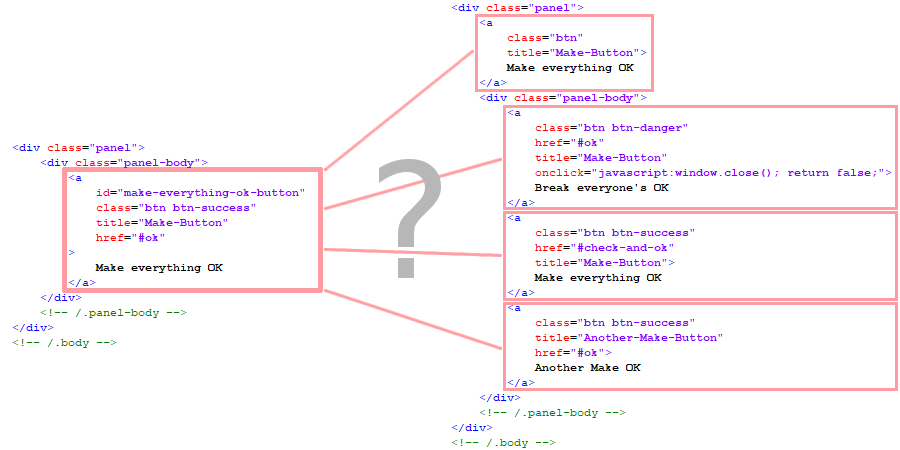 <div class="panel">
<div class="panel-body">
<a
id="make-everything-ok-button"
class="btn btn-success"
title="Make-Button"
href="#ok"
>
Make everything OK
</a>
</div>
<!-- /.panel-body -->
</div>
<!-- /.body -->
?
<div class="panel">
<a
class="btn"
title="Make-Button">
Make everything OK
</a>
<div class="panel-body">
<a
class="btn btn-danger"
href="#ok"
title="Make-Button"
onclick="javascript:window.close(); return false;">
Break everyone's OK
</a>
<a
class="btn btn-success"
href="#check-and-ok"
title="Make-Button">
Make everything OK
</a>
<a
class="btn btn-success"
title="Another-Make-Button"
href="#ok">
Another Make OK
</a>
</div>
<!-- /.panel-body -->
</div>
<!-- /.body -->